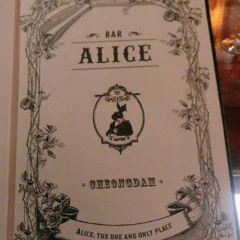 BAR
ALICE
· CHEONGDAM ·
ALICE, THE ONE AND ONLY PLACE